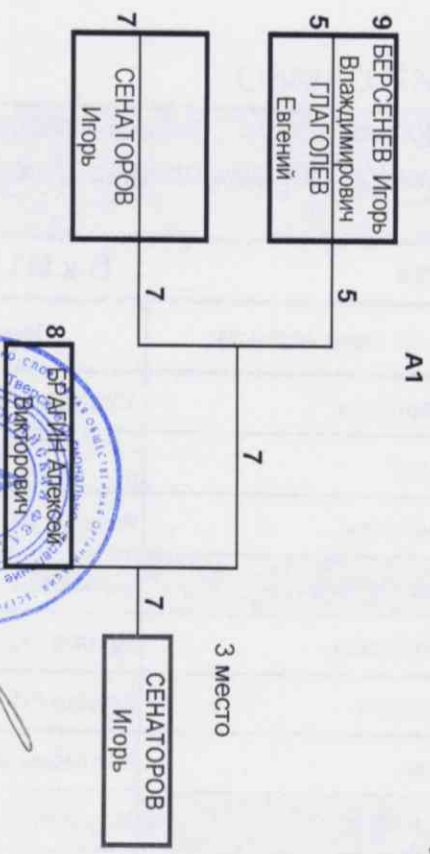 А1
9 БЕРСЕНЕВ Игорь
Влаждимирович
5 ГЛАГОЛЕВ
Евгений
5
7
СЕНАТОРОВ
Игорь
7
7
8
БРАГИН Алексей
Викторович
7
3 место
СЕНАТОРОВ
Игорь